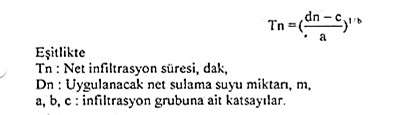 Tn = (dn – c / a)^1/b
Eşitlikte
Tn : Net infiltrasyon süresi, dak,
Dn : Uygulanacak net sulama suyu miktarı, m,
a, b, c : infiltrasyon grubuna ait katsayılar.